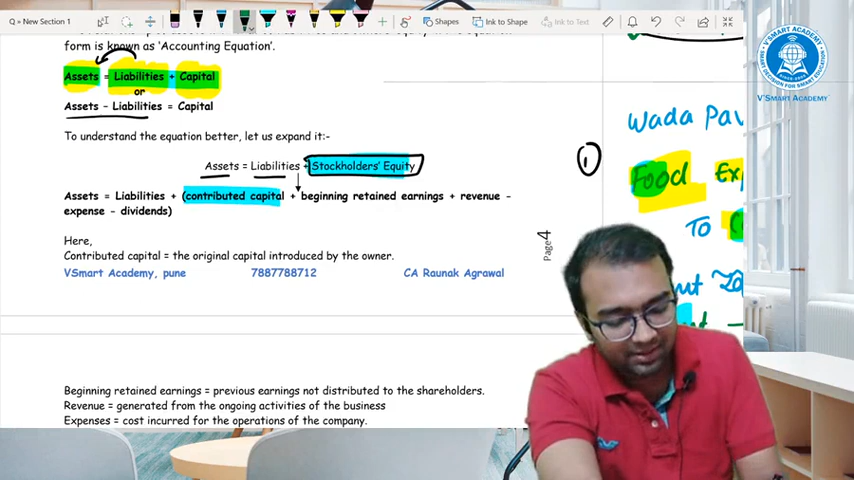 Q » New Section 1
Shapes
Ink to Shape
Ink to Text
form is known as 'Accounting Equation'.
Assets = Liabilities + Capital
or
Assets – Liabilities = Capital
To understand the equation better, let us expand it:-
Assets = Liabilities + Stockholders' Equity
Assets = Liabilities + (contributed capital + beginning retained earnings + revenue –
expense – dividends)
Here,
Contributed capital = the original capital introduced by the owner.
VSmart Academy, pune 7887788712 CA Raunak Agrawal
Page 4
Beginning retained earnings = previous earnings not distributed to the shareholders.
Revenue = generated from the ongoing activities of the business
Expenses = cost incurred for the operations of the company.
Wada Pav
①
Food Exp
To
V'SMART ACADEMY
V'Smart Academy